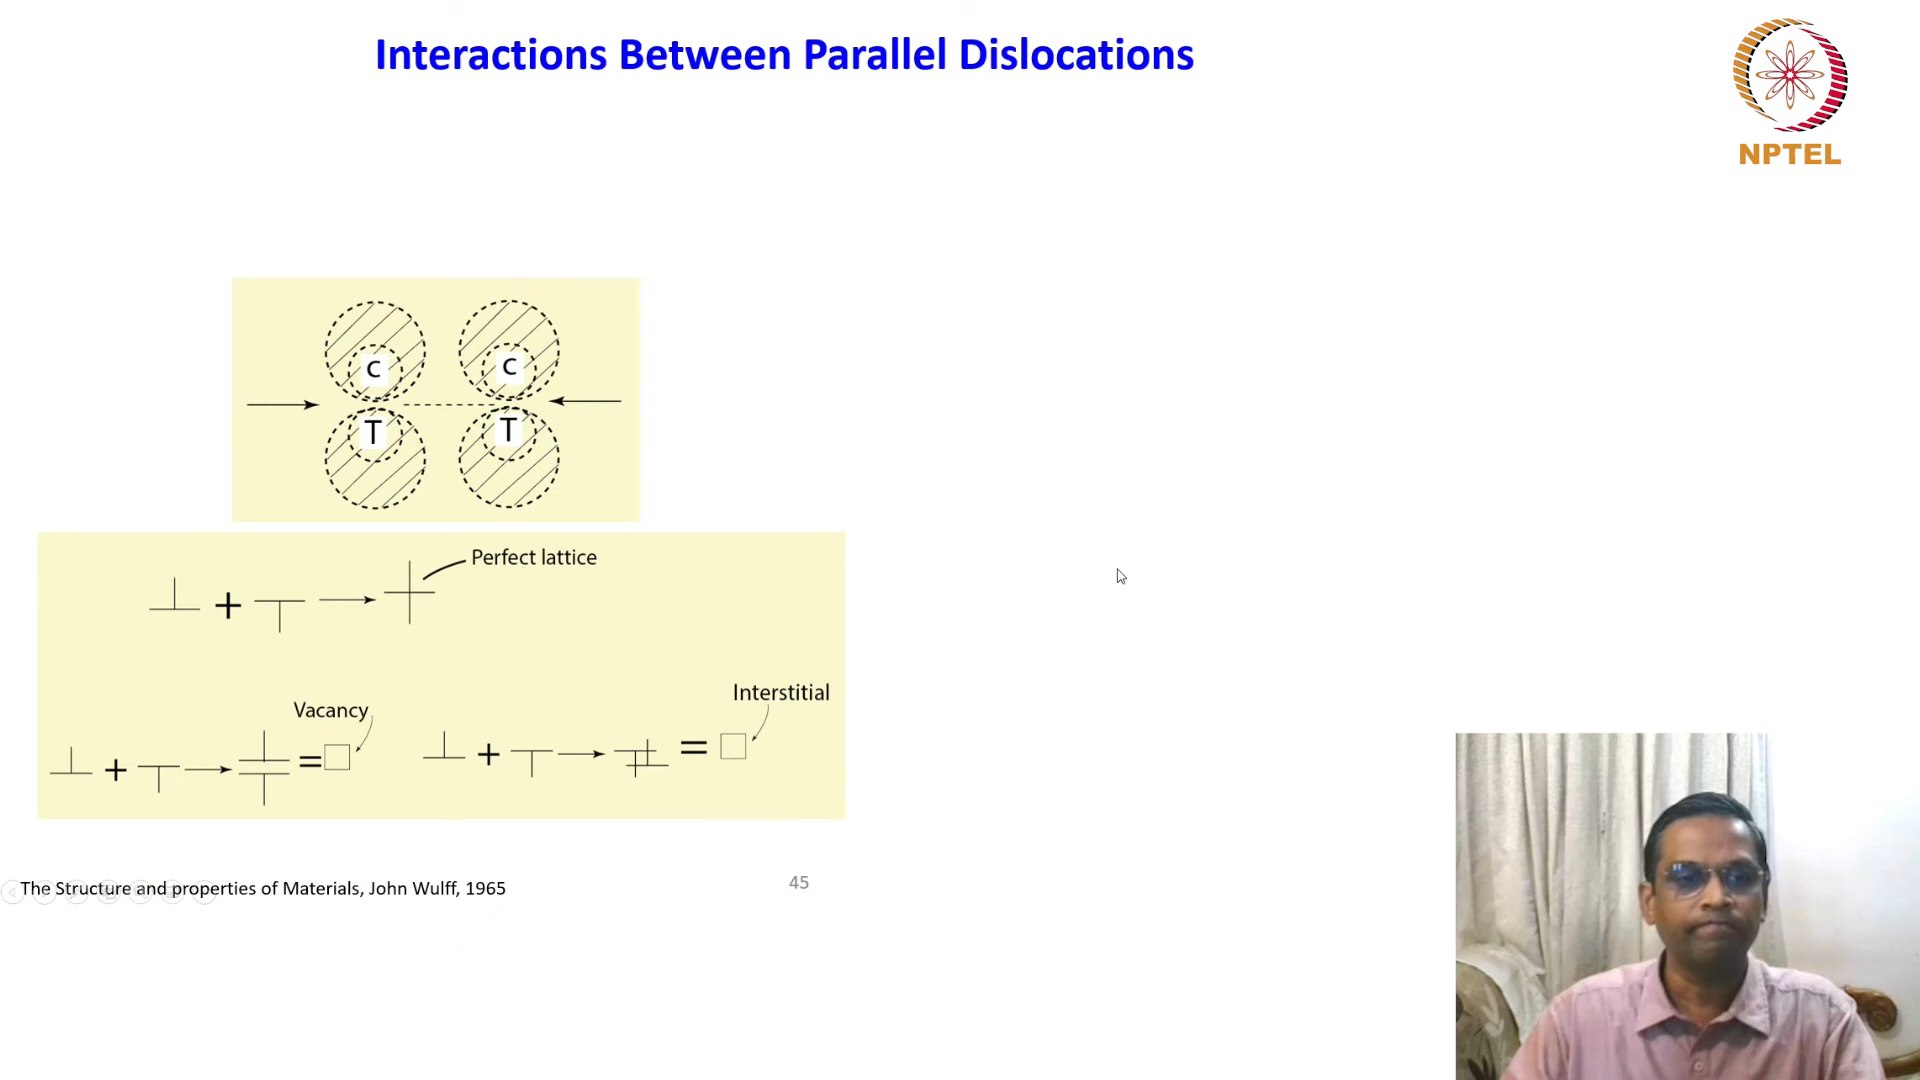 Interactions Between Parallel Dislocations
NPTEL
C C
T T
Perfect lattice
+
Interstitial
Vacancy
+ = + =
The Structure and properties of Materials, John Wulff, 1965
45